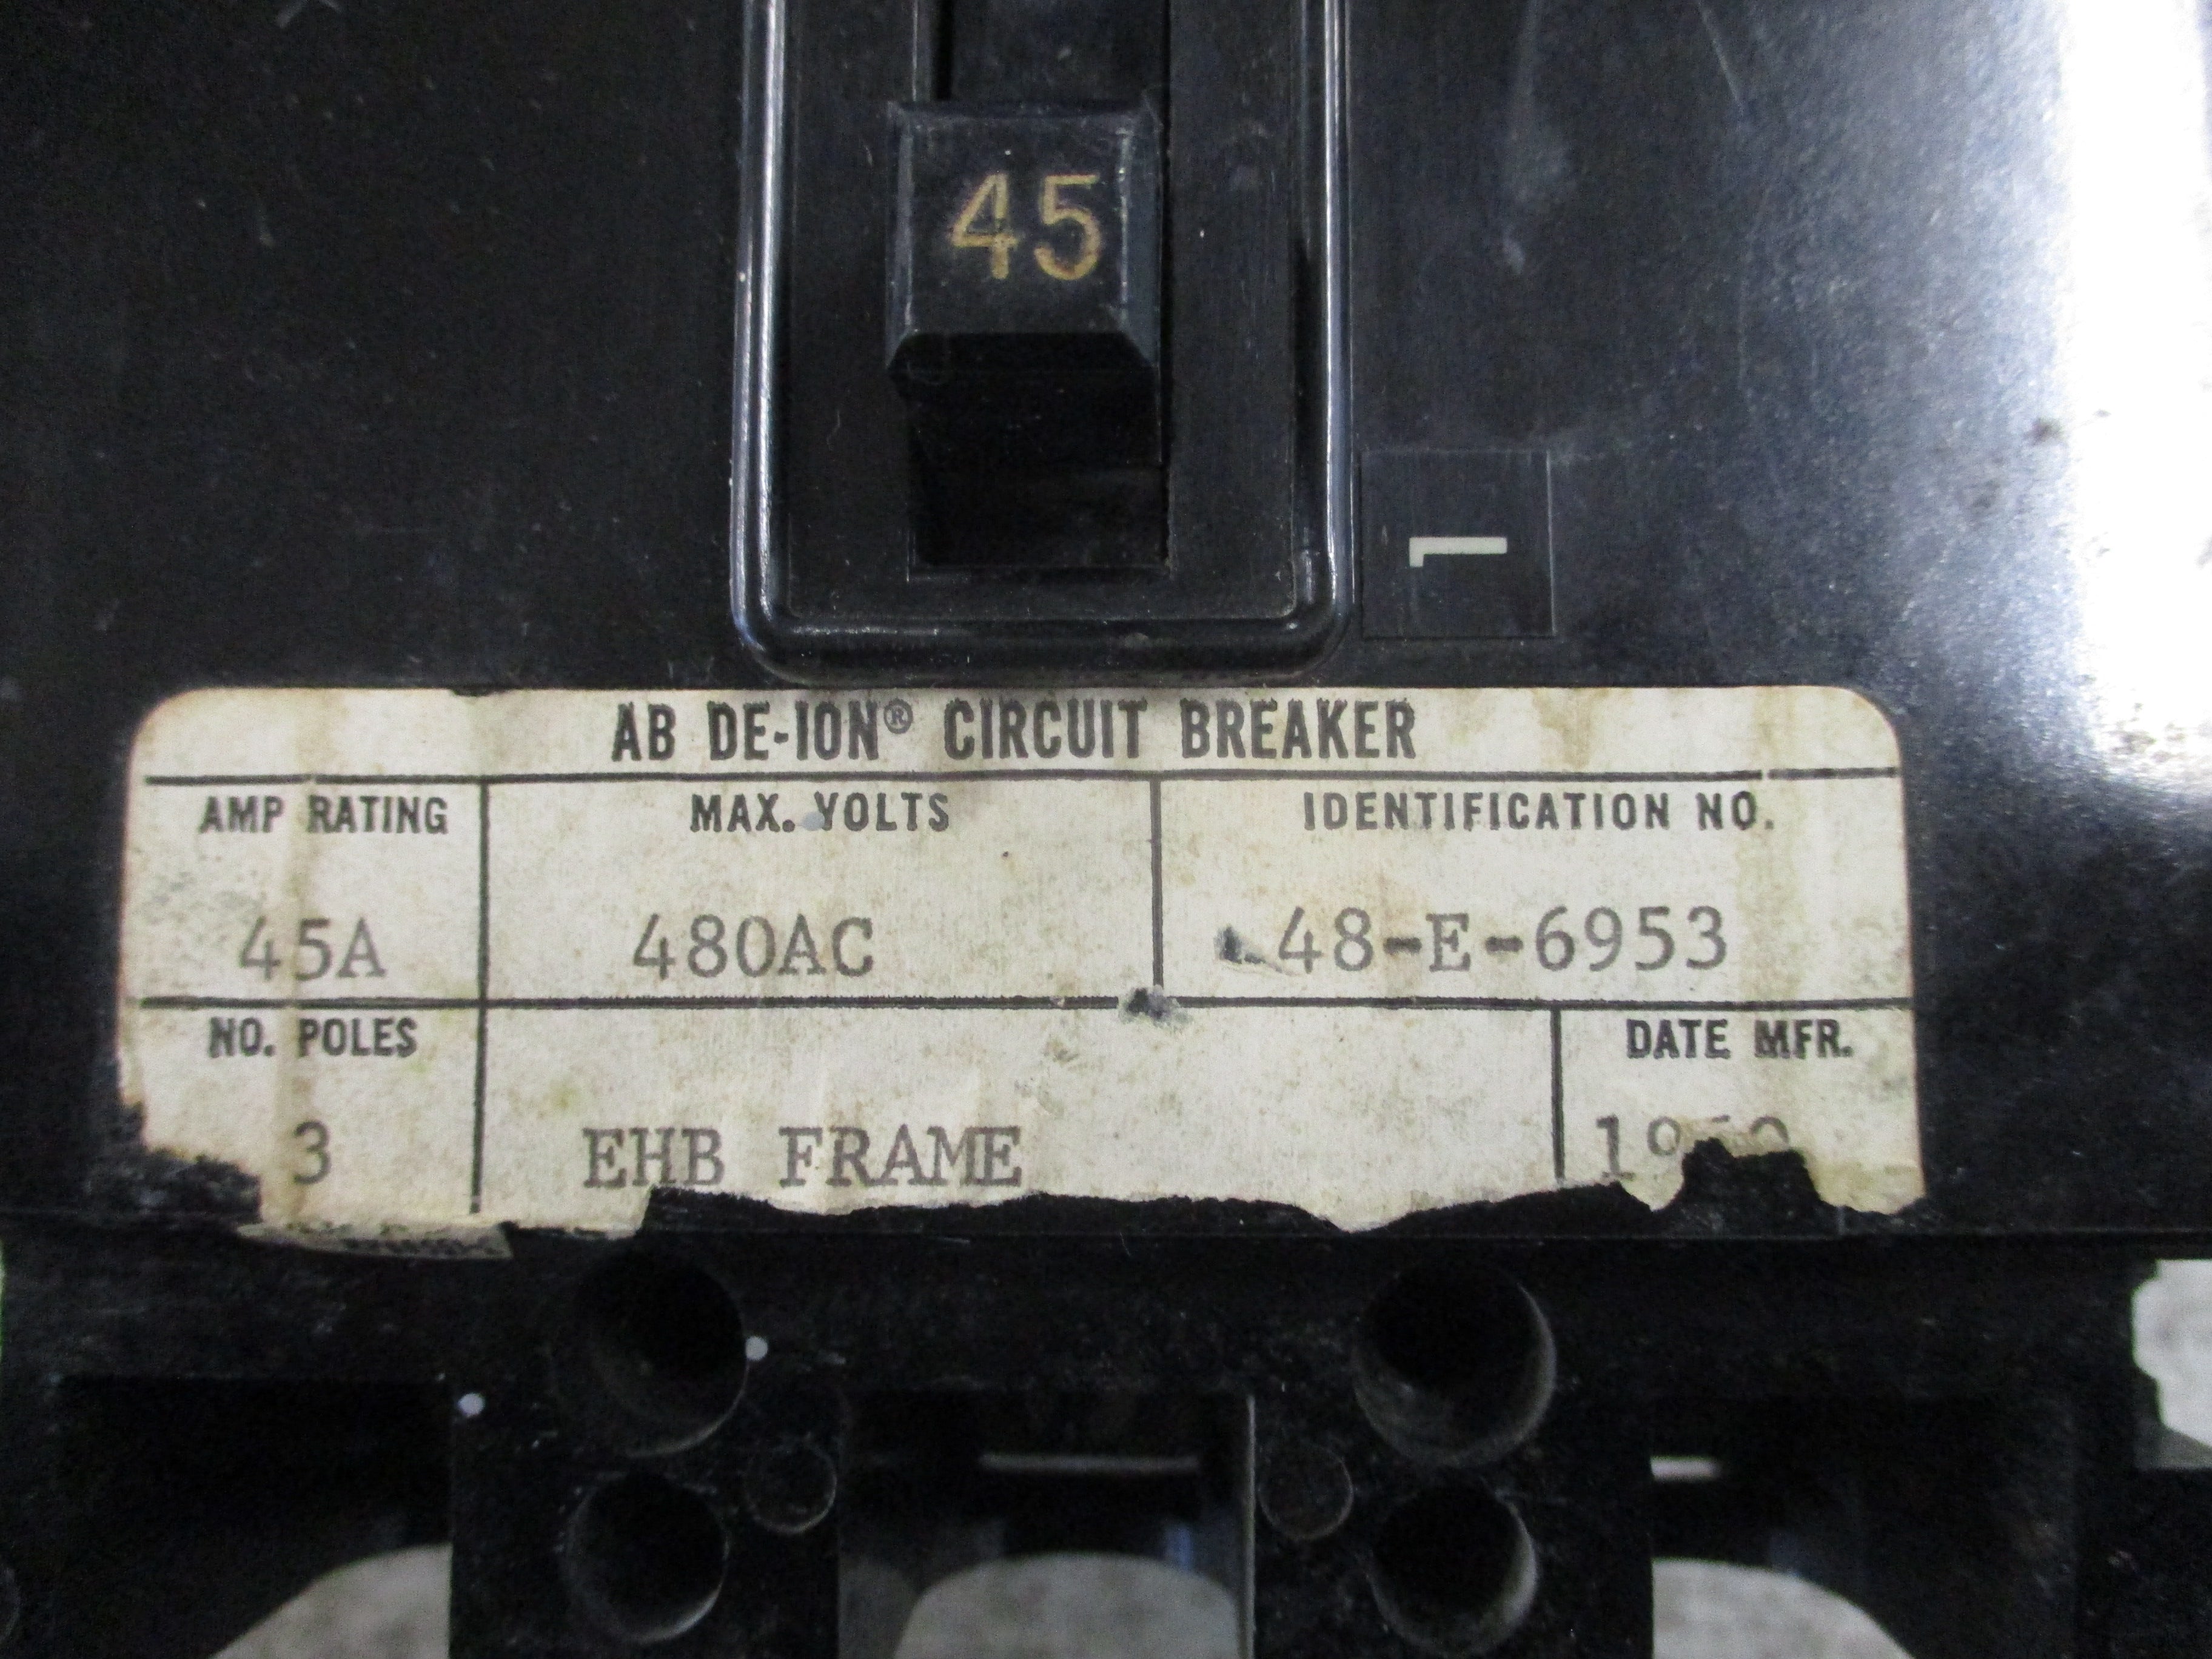 45
1
AB DE-ION® CIRCUIT BREAKER
AMP RATING MAX. VOLTS IDENTIFICATION NO.
45A 480AC 48-E-6953
NO. POLES DATE MFR.
3 EHB FRAME